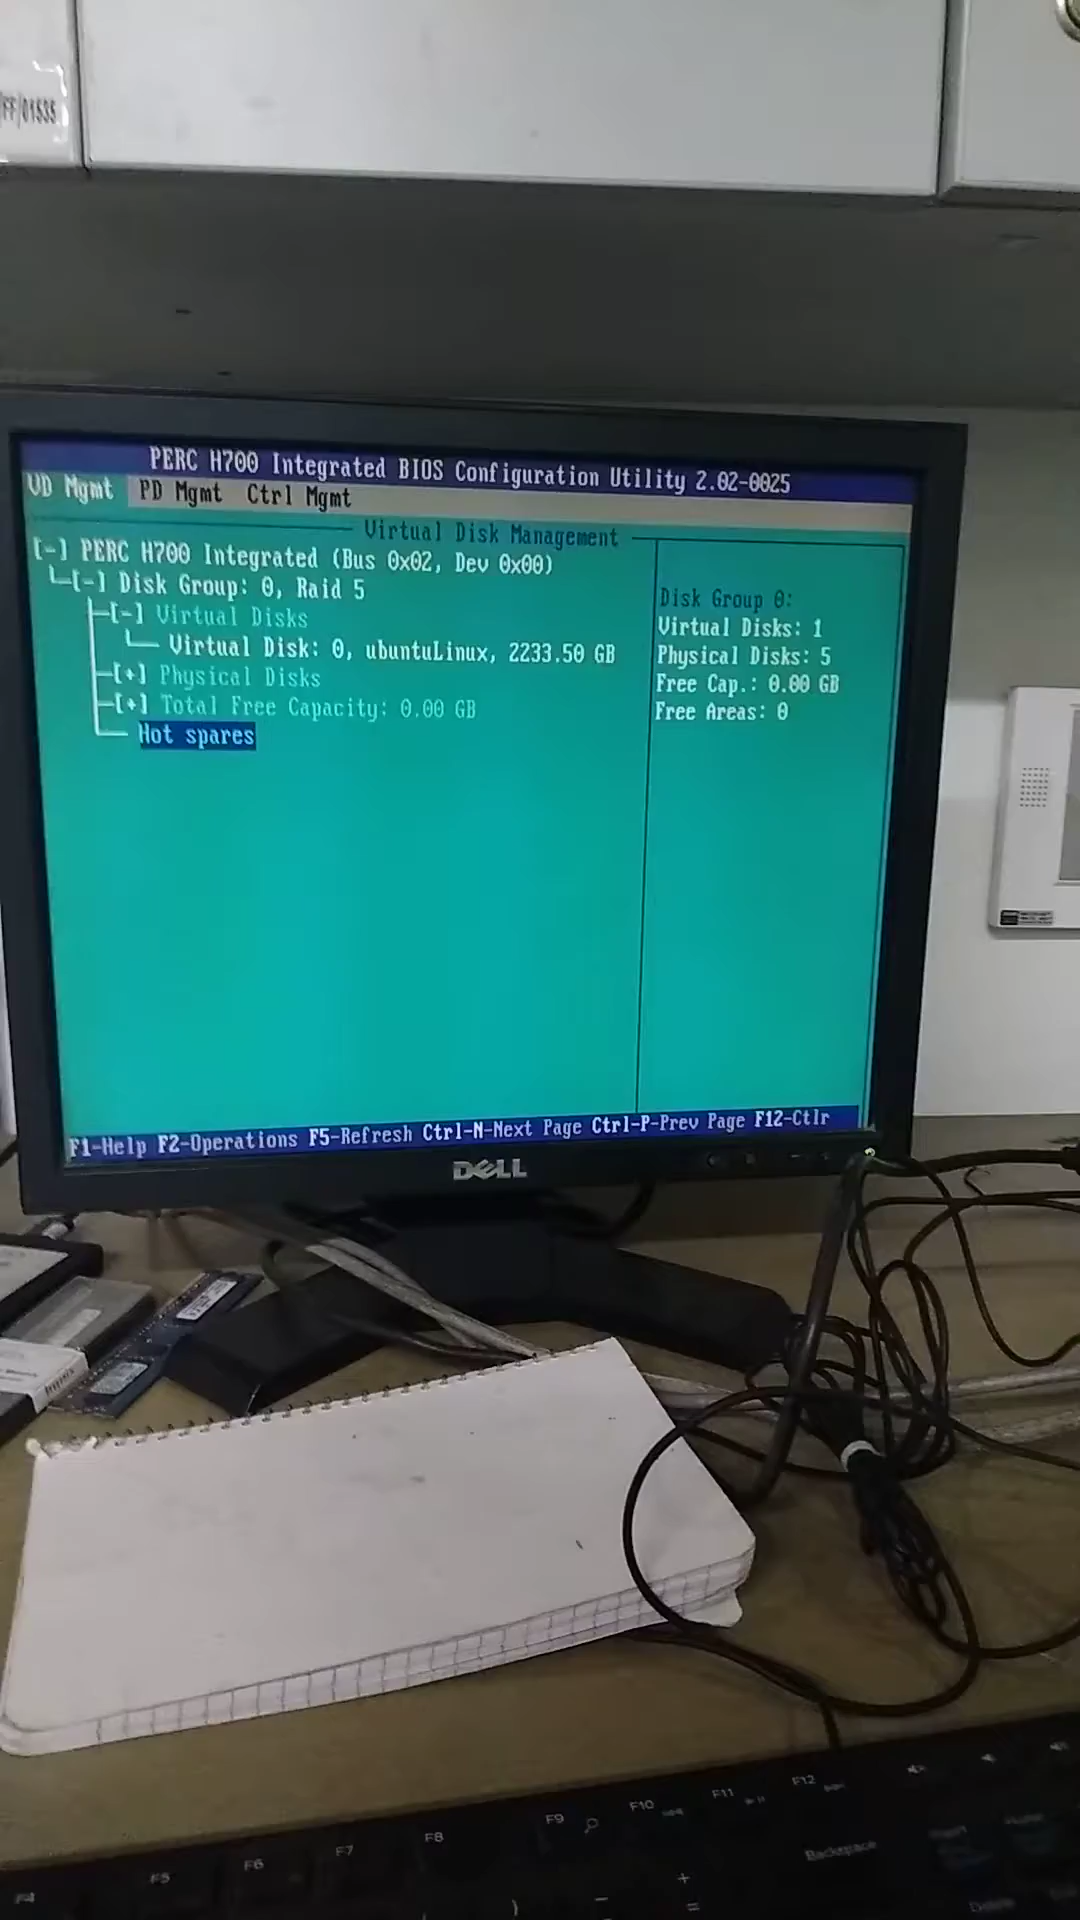 FF/01535
PERC H700 Integrated BIOS Configuration Utility 2.02-0025
VD Mgmt PD Mgmt Ctrl Mgmt
Virtual Disk Management
[-] PERC H700 Integrated (Bus 0x02, Dev 0x00)
[-] Disk Group: 0, Raid 5
[-] Virtual Disks
Virtual Disk: 0, ubuntuLinux, 2233.50 GB
[+] Physical Disks
[+] Total Free Capacity: 0.00 GB
Hot spares
Disk Group 0:
Virtual Disks: 1
Physical Disks: 5
Free Cap.: 0.00 GB
Free Areas: 0
F1-Help F2-Operations F5-Refresh Ctrl-N-Next Page Ctrl-P-Prev Page F12-Ctlr
DELL
F4 F5 F6 F7 F8 F9 F10 F11 F12
Backspace